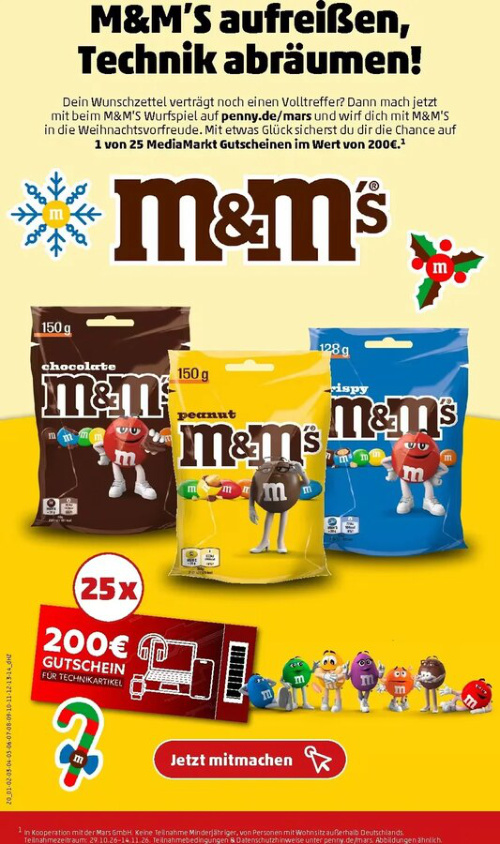 M&M'S aufreißen,
Technik abräumen!
Dein Wunschzettel verträgt noch einen Volltreffer? Dann mach jetzt
mit beim M&M'S Wurfspiel auf penny.de/mars und wirf dich mit M&M'S
in die Weihnachtsvorfreude. Mit etwas Glück sicherst du dir die Chance auf
1 von 25 MediaMarkt Gutscheinen im Wert von 200€.¹
m
m&m's®
m
150 g
chocolate
m&m's
150 g
peanut
m&m's
128 g
rispy
m&m's
25x
200€
GUTSCHEIN
FÜR TECHNIKARTIKEL
m
Jetzt mitmachen
¹ In Kooperation mit der Mars GmbH. Keine Teilnahme Minderjähriger, von Personen mit Wohnsitz außerhalb Deutschlands.
Teilnahmezeitraum: 29.10.26–14.11.26. Teilnahmebedingungen & Datenschutzhinweise unter penny.de/mars. Abbildungen ähnlich.